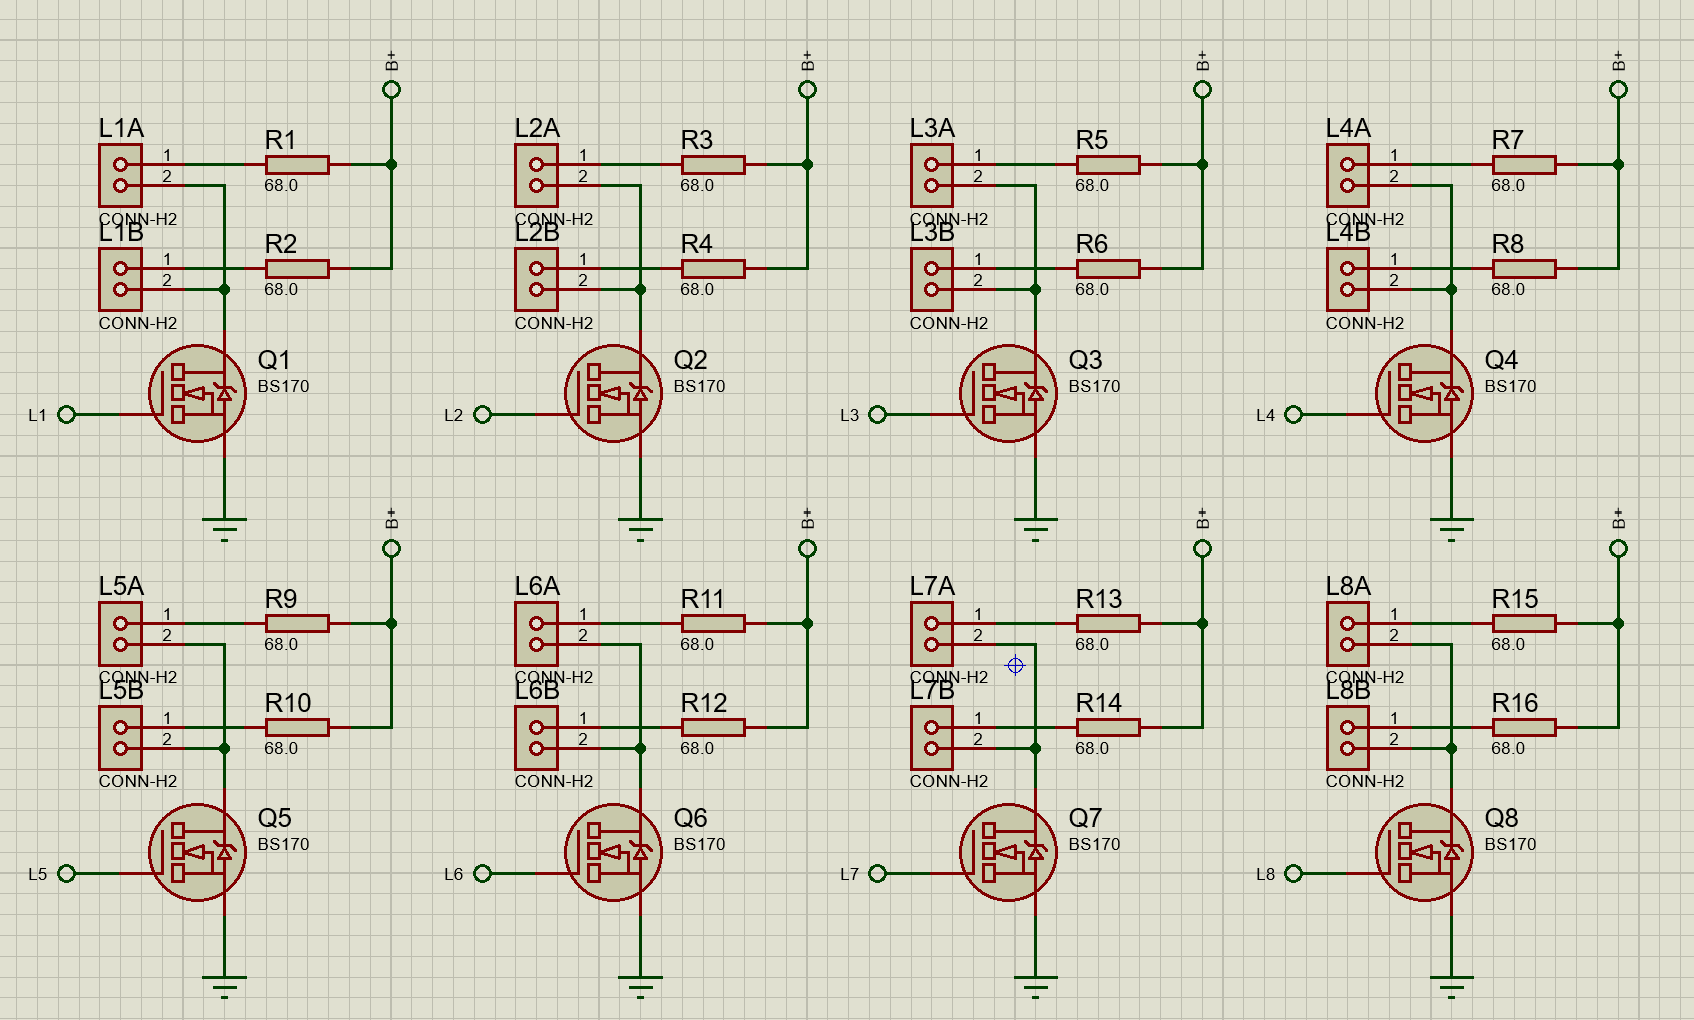 B+ B+ B+ B+
L1A R1 L2A R3 L3A R5 L4A R7
1 1 1 1
2 68.0 2 68.0 2 68.0 2 68.0
CONN-H2 CONN-H2 CONN-H2 CONN-H2
L1B R2 L2B R4 L3B R6 L4B R8
1 1 1 1
2 68.0 2 68.0 2 68.0 2 68.0
CONN-H2 CONN-H2 CONN-H2 CONN-H2
Q1 Q2 Q3 Q4
BS170 BS170 BS170 BS170
L1 L2 L3 L4
B+ B+ B+ B+
L5A R9 L6A R11 L7A R13 L8A R15
1 1 1 1
2 68.0 2 68.0 2 68.0 2 68.0
CONN-H2 CONN-H2 CONN-H2 CONN-H2
L5B R10 L6B R12 L7B R14 L8B R16
1 1 1 1
2 68.0 2 68.0 2 68.0 2 68.0
CONN-H2 CONN-H2 CONN-H2 CONN-H2
Q5 Q6 Q7 Q8
BS170 BS170 BS170 BS170
L5 L6 L7 L8